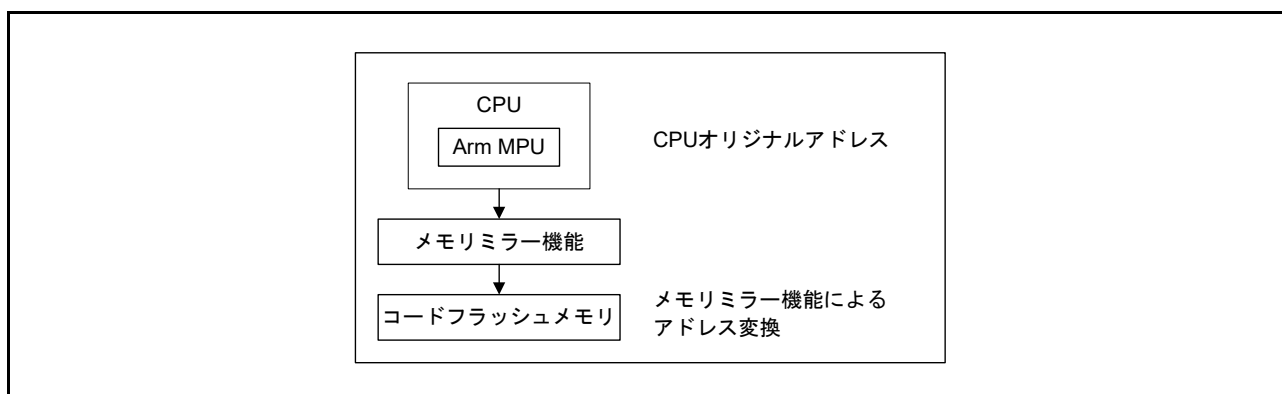 CPU
Arm MPU
CPUオリジナルアドレス
メモリミラー機能
コードフラッシュメモリ
メモリミラー機能による
アドレス変換